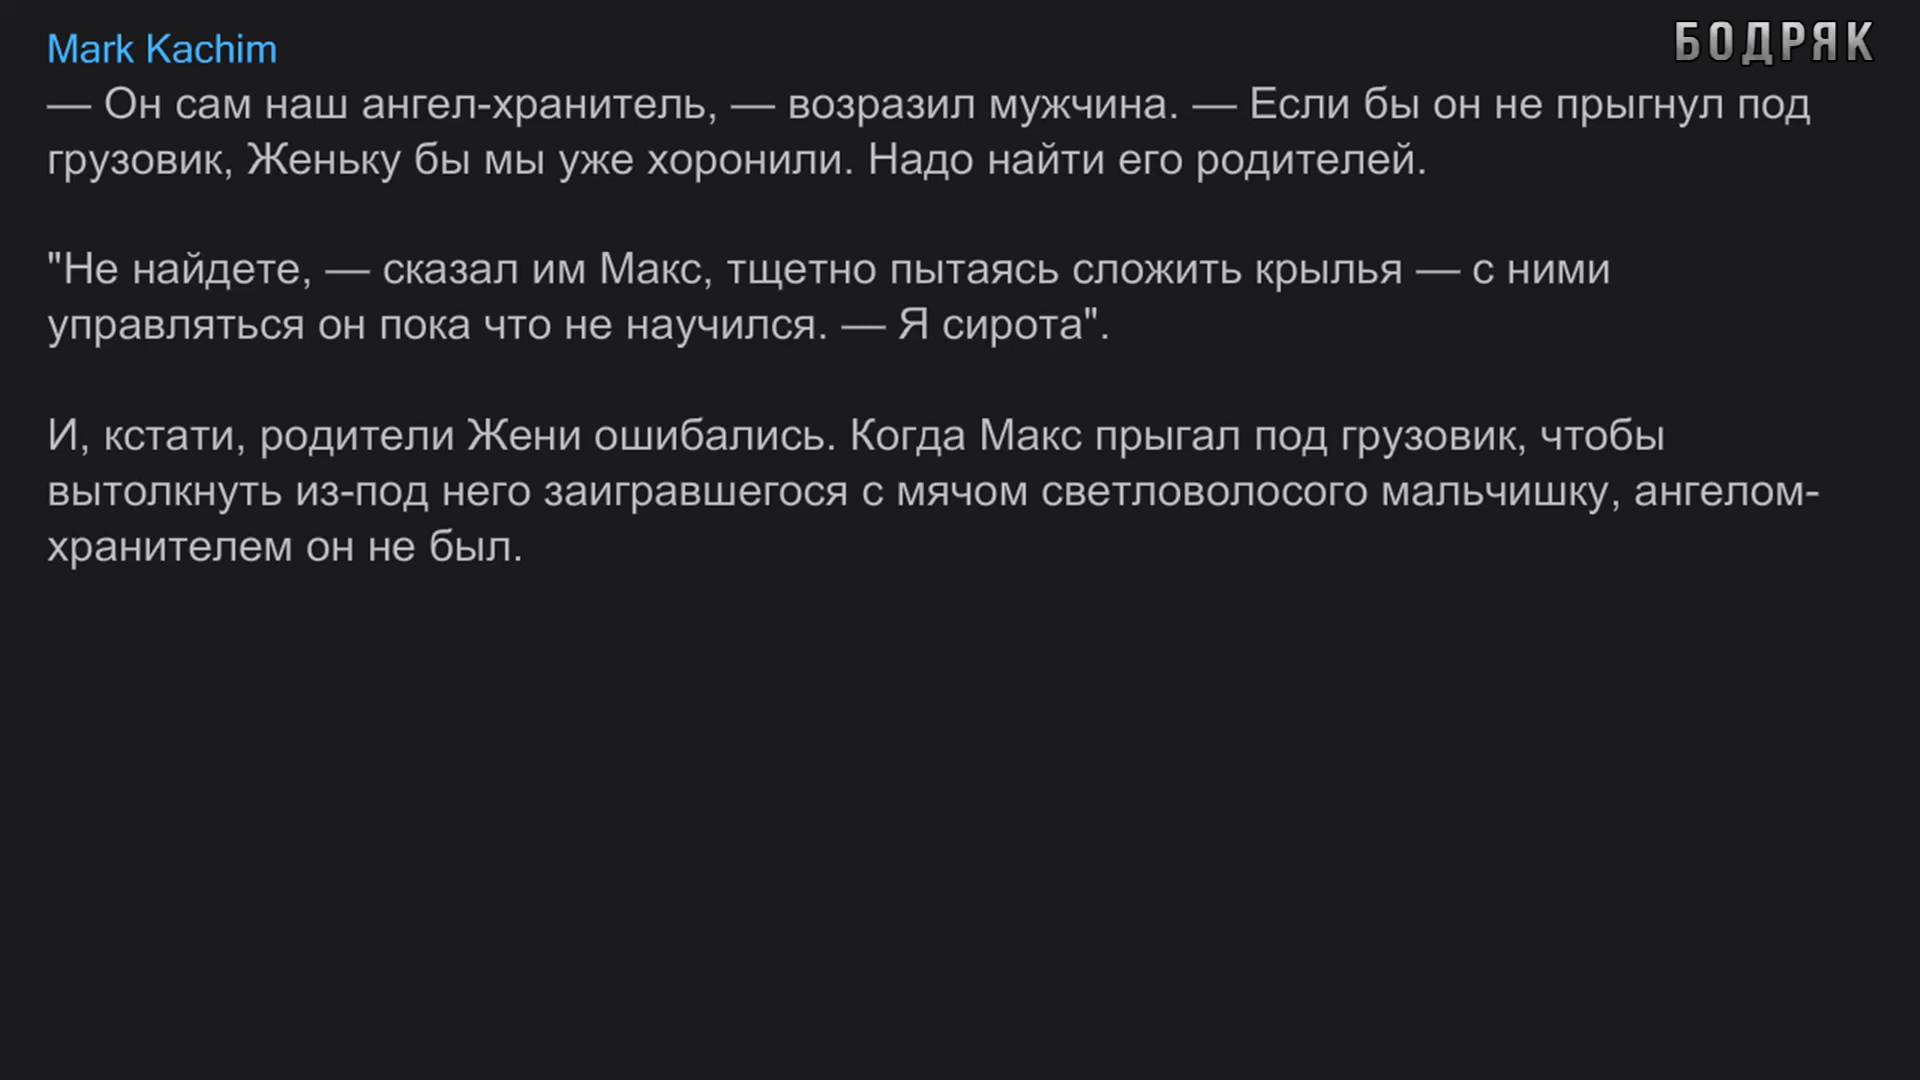 Mark Kachim
БОДРЯК
— Он сам наш ангел-хранитель, — возразил мужчина. — Если бы он не прыгнул под
грузовик, Женьку бы мы уже хоронили. Надо найти его родителей.
"Не найдете, — сказал им Макс, тщетно пытаясь сложить крылья — с ними
управляться он пока что не научился. — Я сирота".
И, кстати, родители Жени ошибались. Когда Макс прыгал под грузовик, чтобы
вытолкнуть из-под него заигравшегося с мячом светловолосого мальчишку, ангелом-
хранителем он не был.